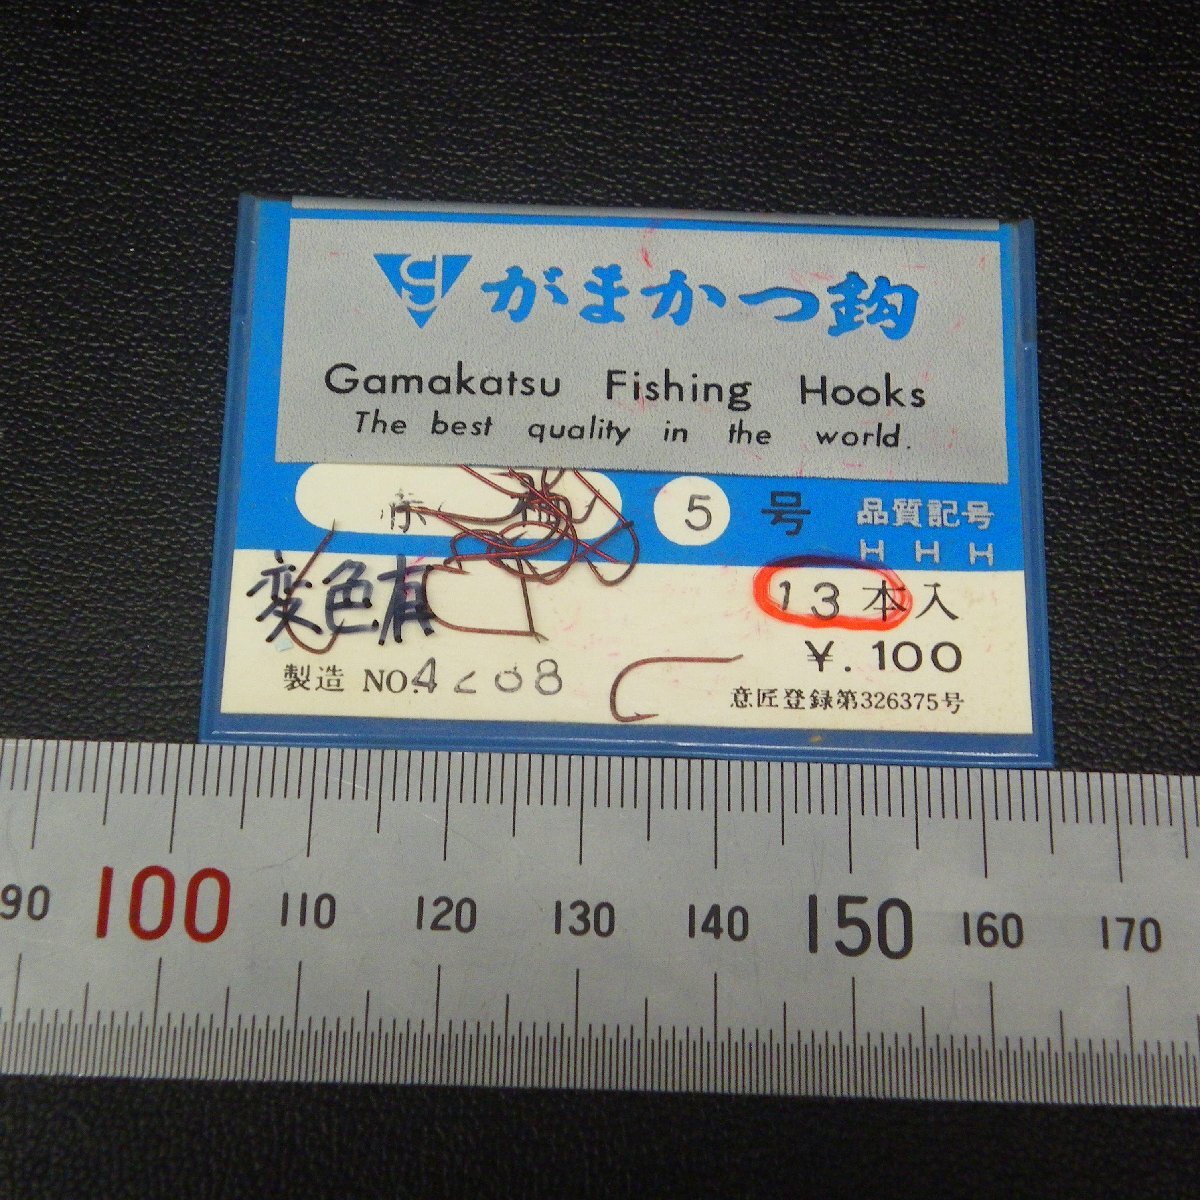 がまかつ鈎
Gamakatsu Fishing Hooks
The best quality in the world.
5 号 品質記号
H H H
変色有 13本入
¥.100
製造 NO.4268
意匠登録第326375号
90 100 110 120 130 140 150 160 170